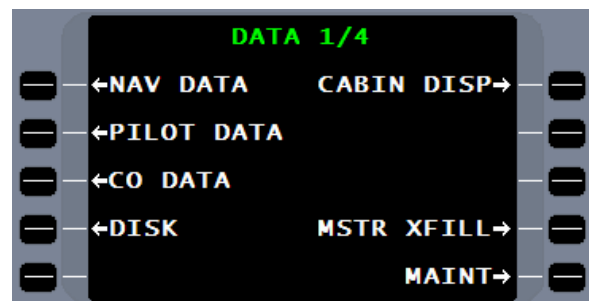 DATA 1/4
←NAV DATA CABIN DISP→
←PILOT DATA
←CO DATA
←DISK MSTR XFILL→
MAINT→